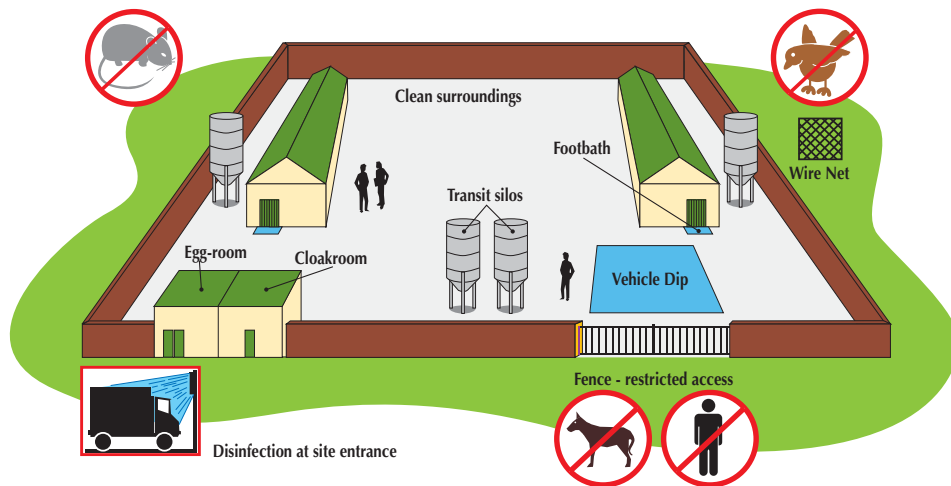 Clean surroundings
Footbath
Wire Net
Transit silos
Egg-room
Cloakroom
Vehicle Dip
Fence - restricted access
Disinfection at site entrance